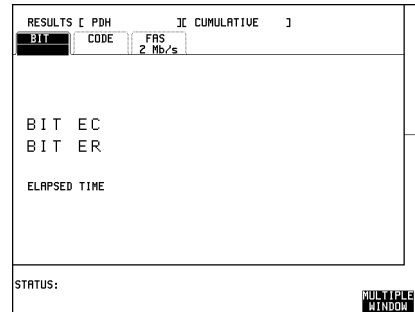 RESULTS [ PDH ][ CUMULATIVE ]
BIT CODE FAS
2 Mb/s
BIT EC
BIT ER
ELAPSED TIME
STATUS:
MULTIPLE
WINDOW